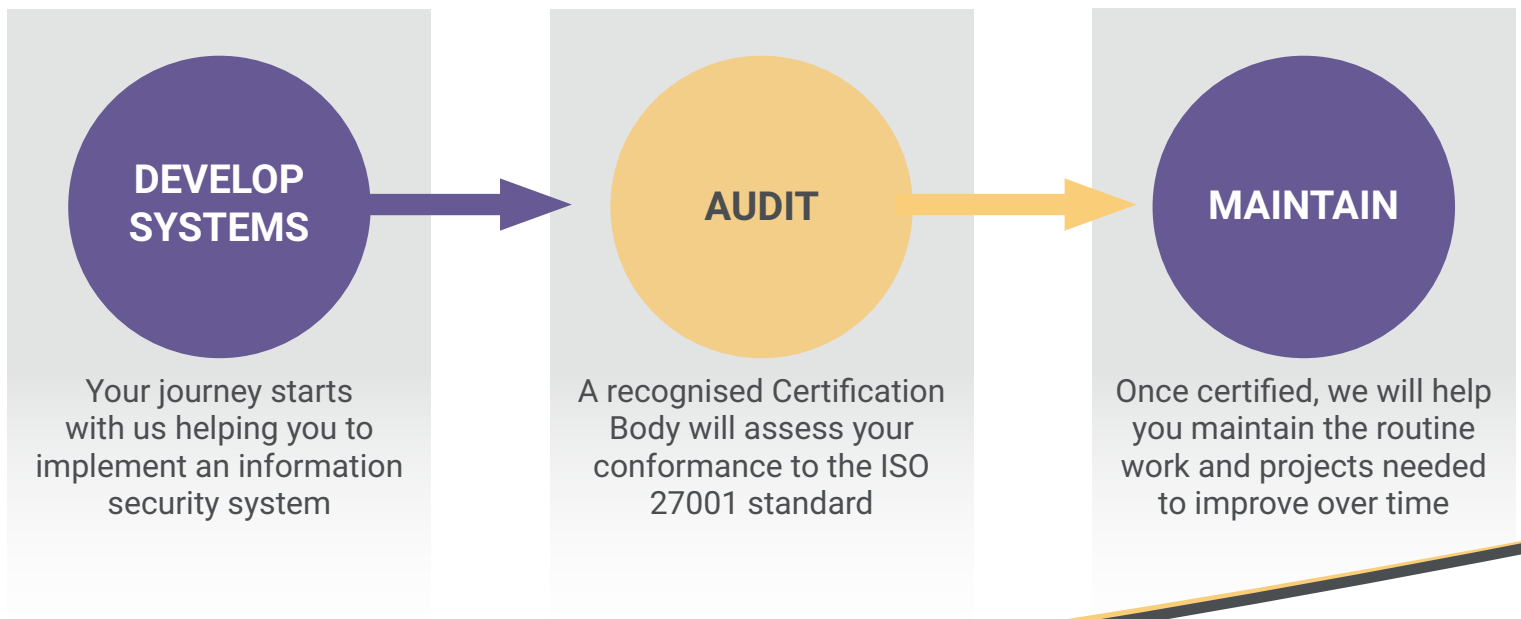 DEVELOP
SYSTEMS
Your journey starts
with us helping you to
implement an information
security system
AUDIT
A recognised Certification
Body will assess your
conformance to the ISO
27001 standard
MAINTAIN
Once certified, we will help
you maintain the routine
work and projects needed
to improve over time